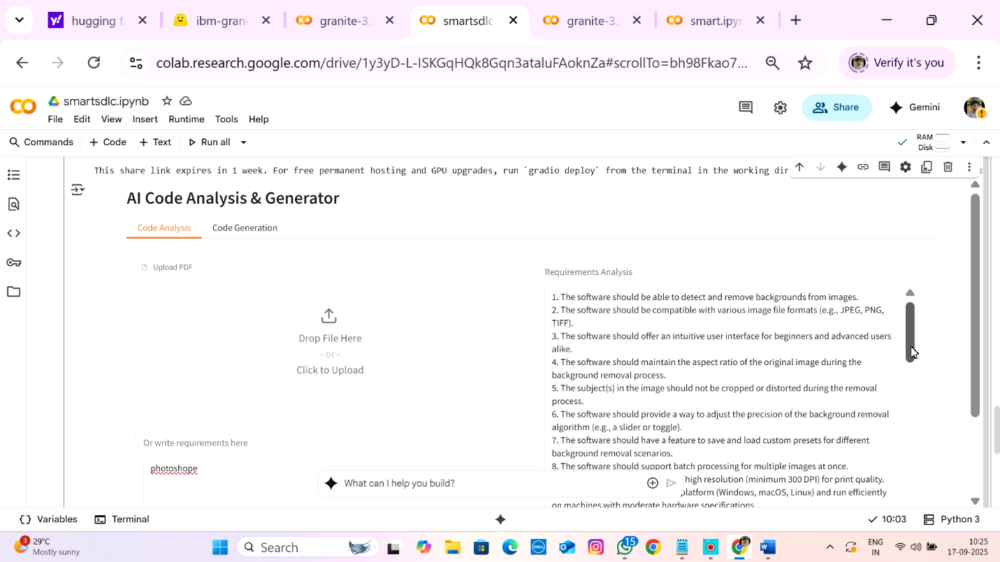 hugging f
ibm-grani
granite-3.
smartsdlc
granite-3.
smart.ipyn
colab.research.google.com/drive/1y3yD-L-ISKGqHQk8Gqn3ataluFAoknZa#scrollTo=bh98Fkao7...
Verify it's you
smartsdlc.ipynb
File Edit View Insert Runtime Tools Help
Share
Gemini
Commands + Code + Text Run all
RAM
Disk
This share link expires in 1 week. For free permanent hosting and GPU upgrades, run `gradio deploy` from the terminal in the working dir
AI Code Analysis & Generator
Code Analysis Code Generation
Upload PDF
Drop File Here
- or -
Click to Upload
Or write requirements here
photoshope
Requirements Analysis
1. The software should be able to detect and remove backgrounds from images.
2. The software should be compatible with various image file formats (e.g., JPEG, PNG,
TIFF).
3. The software should offer an intuitive user interface for beginners and advanced users
alike.
4. The software should maintain the aspect ratio of the original image during the
background removal process.
5. The subject(s) in the image should not be cropped or distorted during the removal
process.
6. The software should provide a way to adjust the precision of the background removal
algorithm (e.g., a slider or toggle).
7. The software should have a feature to save and load custom presets for different
background removal scenarios.
8. The software should support batch processing for multiple images at once.
high resolution (minimum 300 DPI) for print quality.
platform (Windows, macOS, Linux) and run efficiently
on machines with moderate hardware specifications.
What can I help you build?
Variables Terminal
10:03 Python 3
3
29°C
Mostly sunny
Search
15
ENG
IN
10:25
17-09-2025